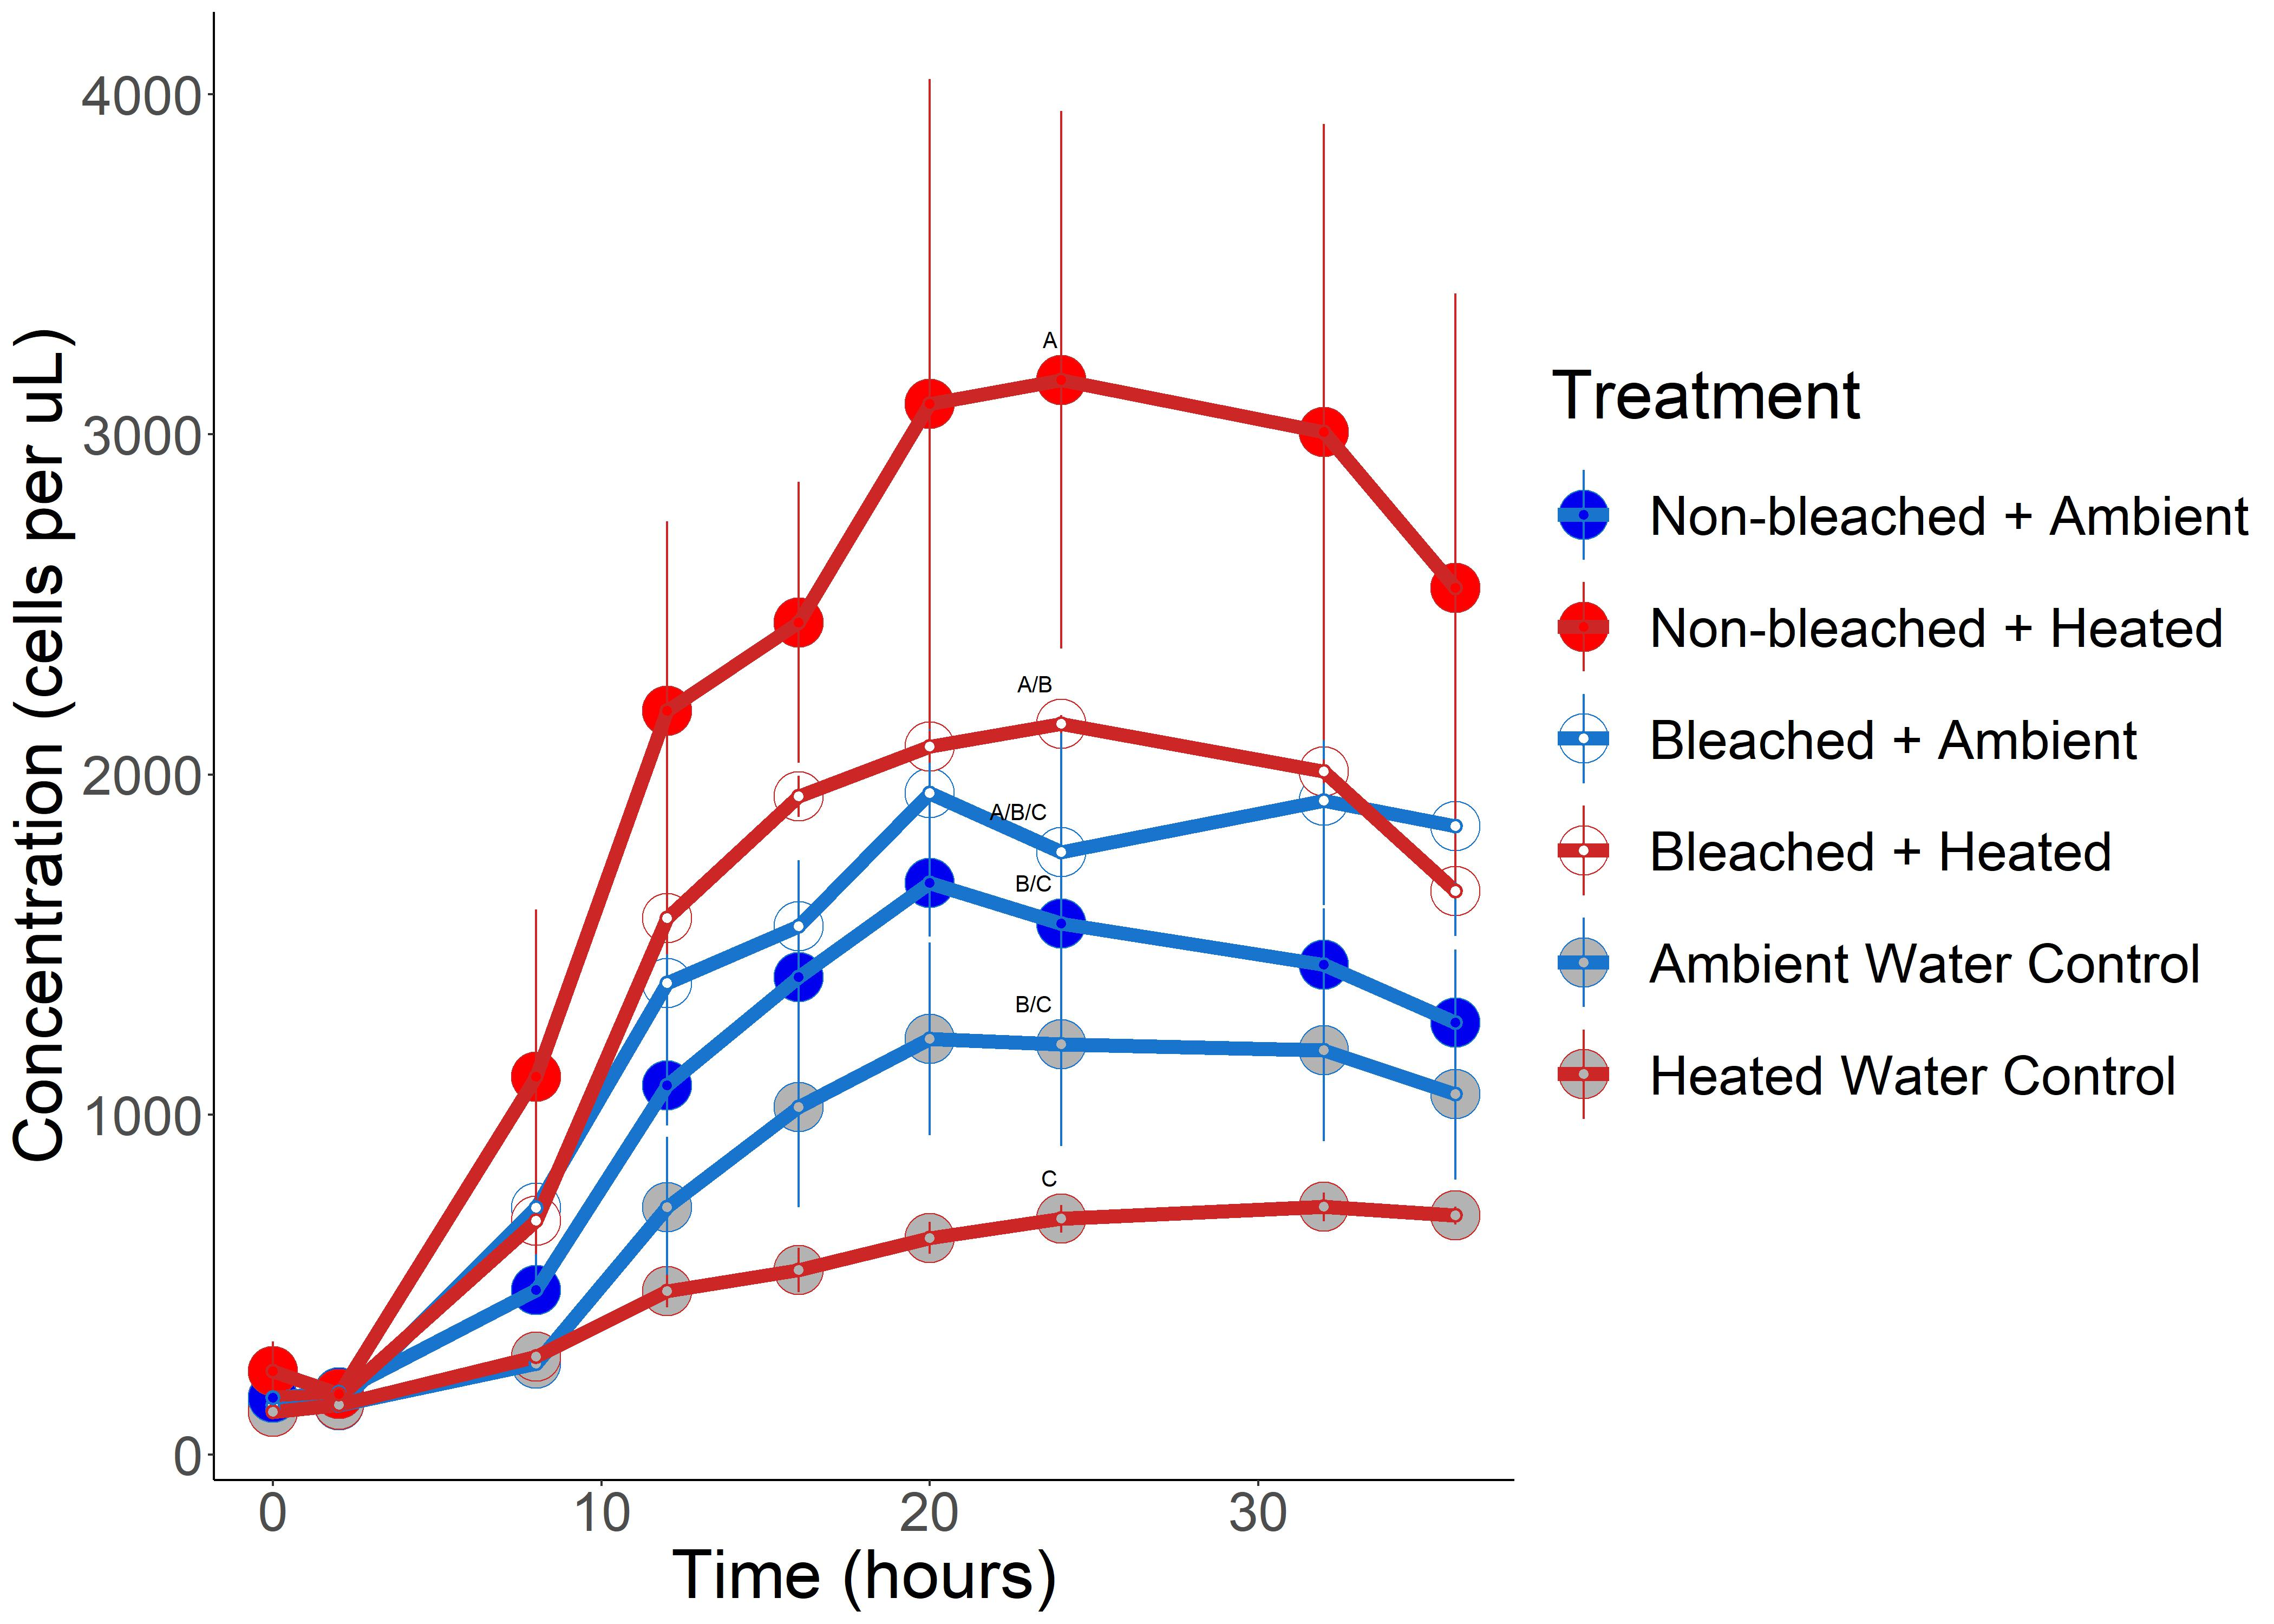 Concentration (cells per uL)
4000
3000
2000
1000
0
A
A/B
A/B/C
B/C
B/C
C
0 10 20 30
Time (hours)
Treatment
Non-bleached + Ambient
Non-bleached + Heated
Bleached + Ambient
Bleached + Heated
Ambient Water Control
Heated Water Control